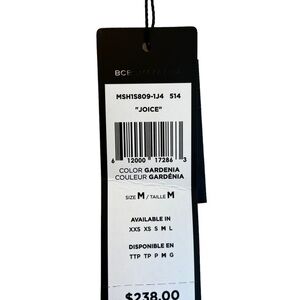 MSH1S809-1J4 514
"JOICE"
6 12000 17286 3
COLOR GARDENIA
COULEUR GARDÉNIA
SIZE M / TAILLE M
AVAILABLE IN
XXS XS S M L
DISPONIBLE EN
TTP TP P M G
$238.00